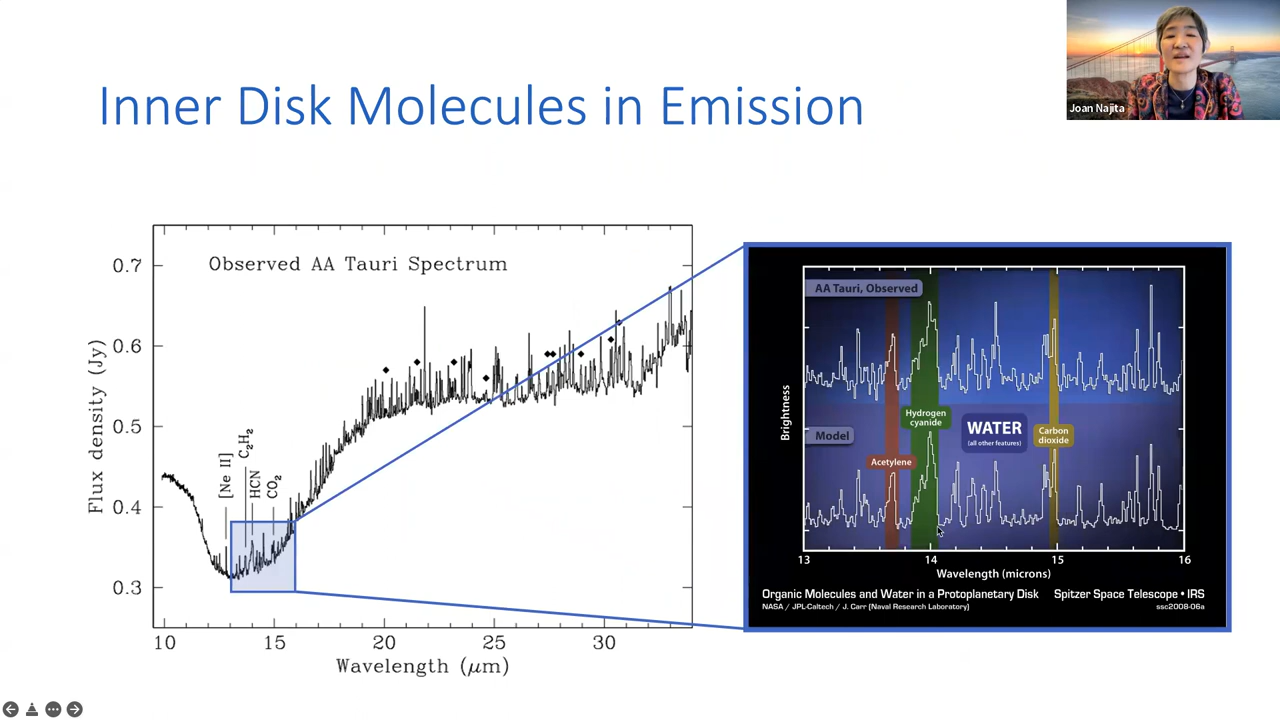 Joan Najita
Inner Disk Molecules in Emission
Observed AA Tauri Spectrum
0.7
0.6
0.5
0.4
0.3
Flux density (Jy)
[Ne II]
C₂H₂
HCN
CO₂
10
15
20
25
30
Wavelength (μm)
AA Tauri, Observed
Brightness
Hydrogen
cyanide
WATER
(all other features)
Carbon
dioxide
Model
Acetylene
13
14
15
16
Wavelength (microns)
Organic Molecules and Water in a Protoplanetary Disk
Spitzer Space Telescope • IRS
NASA / JPL-Caltech / J. Carr (Naval Research Laboratory)
ssc2008-06a